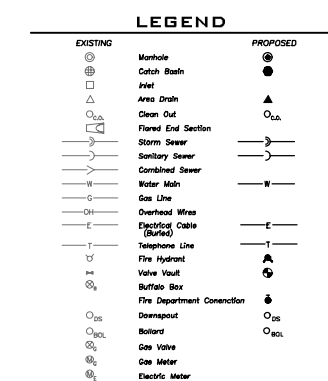 LEGEND
EXISTING PROPOSED
Manhole
Catch Basin
Inlet
Area Drain
C.O. Clean Out C.O.
Flared End Section
Storm Sewer
Sanitary Sewer
Combined Sewer
W Water Main W
G Gas Line
OH Overhead Wires
E Electrical Cable E
(Buried)
T Telephone Line T
Fire Hydrant
Valve Vault
B Buffalo Box
Fire Department Conenction
DS Downspout DS
BOL Bollard BOL
G Gas Valve
M G Gas Meter
M E Electric Meter